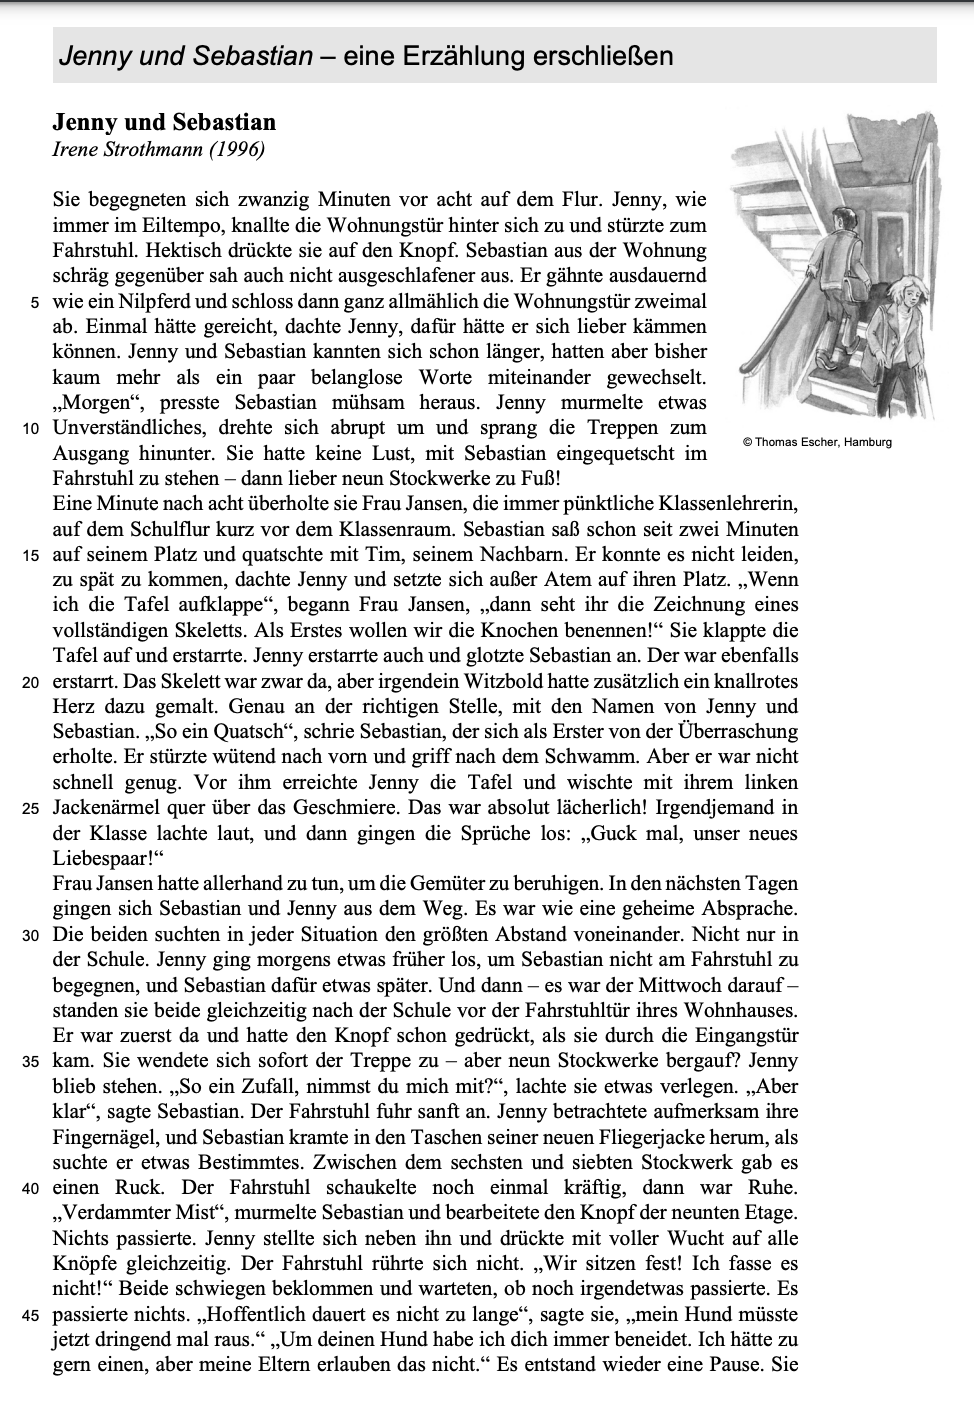 Jenny und Sebastian – eine Erzählung erschließen
Jenny und Sebastian
Irene Strothmann (1996)
Sie begegneten sich zwanzig Minuten vor acht auf dem Flur. Jenny, wie
immer im Eiltempo, knallte die Wohnungstür hinter sich zu und stürzte zum
Fahrstuhl. Hektisch drückte sie auf den Knopf. Sebastian aus der Wohnung
schräg gegenüber sah auch nicht ausgeschlafener aus. Er gähnte ausdauernd
5 wie ein Nilpferd und schloss dann ganz allmählich die Wohnungstür zweimal
ab. Einmal hätte gereicht, dachte Jenny, dafür hätte er sich lieber kämmen
können. Jenny und Sebastian kannten sich schon länger, hatten aber bisher
kaum mehr als ein paar belanglose Worte miteinander gewechselt.
„Morgen“, presste Sebastian mühsam heraus. Jenny murmelte etwas
10 Unverständliches, drehte sich abrupt um und sprang die Treppen zum
Ausgang hinunter. Sie hatte keine Lust, mit Sebastian eingequetscht im
Fahrstuhl zu stehen – dann lieber neun Stockwerke zu Fuß!
© Thomas Escher, Hamburg
Eine Minute nach acht überholte sie Frau Jansen, die immer pünktliche Klassenlehrerin,
auf dem Schulflur kurz vor dem Klassenraum. Sebastian saß schon seit zwei Minuten
15 auf seinem Platz und quatschte mit Tim, seinem Nachbarn. Er konnte es nicht leiden,
zu spät zu kommen, dachte Jenny und setzte sich außer Atem auf ihren Platz. „Wenn
ich die Tafel aufklappe“, begann Frau Jansen, „dann seht ihr die Zeichnung eines
vollständigen Skeletts. Als Erstes wollen wir die Knochen benennen!“ Sie klappte die
Tafel auf und erstarrte. Jenny erstarrte auch und glotzte Sebastian an. Der war ebenfalls
20 erstarrt. Das Skelett war zwar da, aber irgendein Witzbold hatte zusätzlich ein knallrotes
Herz dazu gemalt. Genau an der richtigen Stelle, mit den Namen von Jenny und
Sebastian. „So ein Quatsch“, schrie Sebastian, der sich als Erster von der Überraschung
erholte. Er stürzte wütend nach vorn und griff nach dem Schwamm. Aber er war nicht
schnell genug. Vor ihm erreichte Jenny die Tafel und wischte mit ihrem linken
25 Jackenärmel quer über das Geschmiere. Das war absolut lächerlich! Irgendjemand in
der Klasse lachte laut, und dann gingen die Sprüche los: „Guck mal, unser neues
Liebespaar!“
Frau Jansen hatte allerhand zu tun, um die Gemüter zu beruhigen. In den nächsten Tagen
gingen sich Sebastian und Jenny aus dem Weg. Es war wie eine geheime Absprache.
30 Die beiden suchten in jeder Situation den größten Abstand voneinander. Nicht nur in
der Schule. Jenny ging morgens etwas früher los, um Sebastian nicht am Fahrstuhl zu
begegnen, und Sebastian dafür etwas später. Und dann – es war der Mittwoch darauf –
standen sie beide gleichzeitig nach der Schule vor der Fahrstuhltür ihres Wohnhauses.
Er war zuerst da und hatte den Knopf schon gedrückt, als sie durch die Eingangstür
35 kam. Sie wendete sich sofort der Treppe zu – aber neun Stockwerke bergauf? Jenny
blieb stehen. „So ein Zufall, nimmst du mich mit?“, lachte sie etwas verlegen. „Aber
klar“, sagte Sebastian. Der Fahrstuhl fuhr sanft an. Jenny betrachtete aufmerksam ihre
Fingernägel, und Sebastian kramte in den Taschen seiner neuen Fliegerjacke herum, als
suchte er etwas Bestimmtes. Zwischen dem sechsten und siebten Stockwerk gab es
40 einen Ruck. Der Fahrstuhl schaukelte noch einmal kräftig, dann war Ruhe.
„Verdammter Mist“, murmelte Sebastian und bearbeitete den Knopf der neunten Etage.
Nichts passierte. Jenny stellte sich neben ihn und drückte mit voller Wucht auf alle
Knöpfe gleichzeitig. Der Fahrstuhl rührte sich nicht. „Wir sitzen fest! Ich fasse es
nicht!“ Beide schwiegen beklommen und warteten, ob noch irgendetwas passierte. Es
45 passierte nichts. „Hoffentlich dauert es nicht zu lange“, sagte sie, „mein Hund müsste
jetzt dringend mal raus.“ „Um deinen Hund habe ich dich immer beneidet. Ich hätte zu
gern einen, aber meine Eltern erlauben das nicht.“ Es entstand wieder eine Pause. Sie